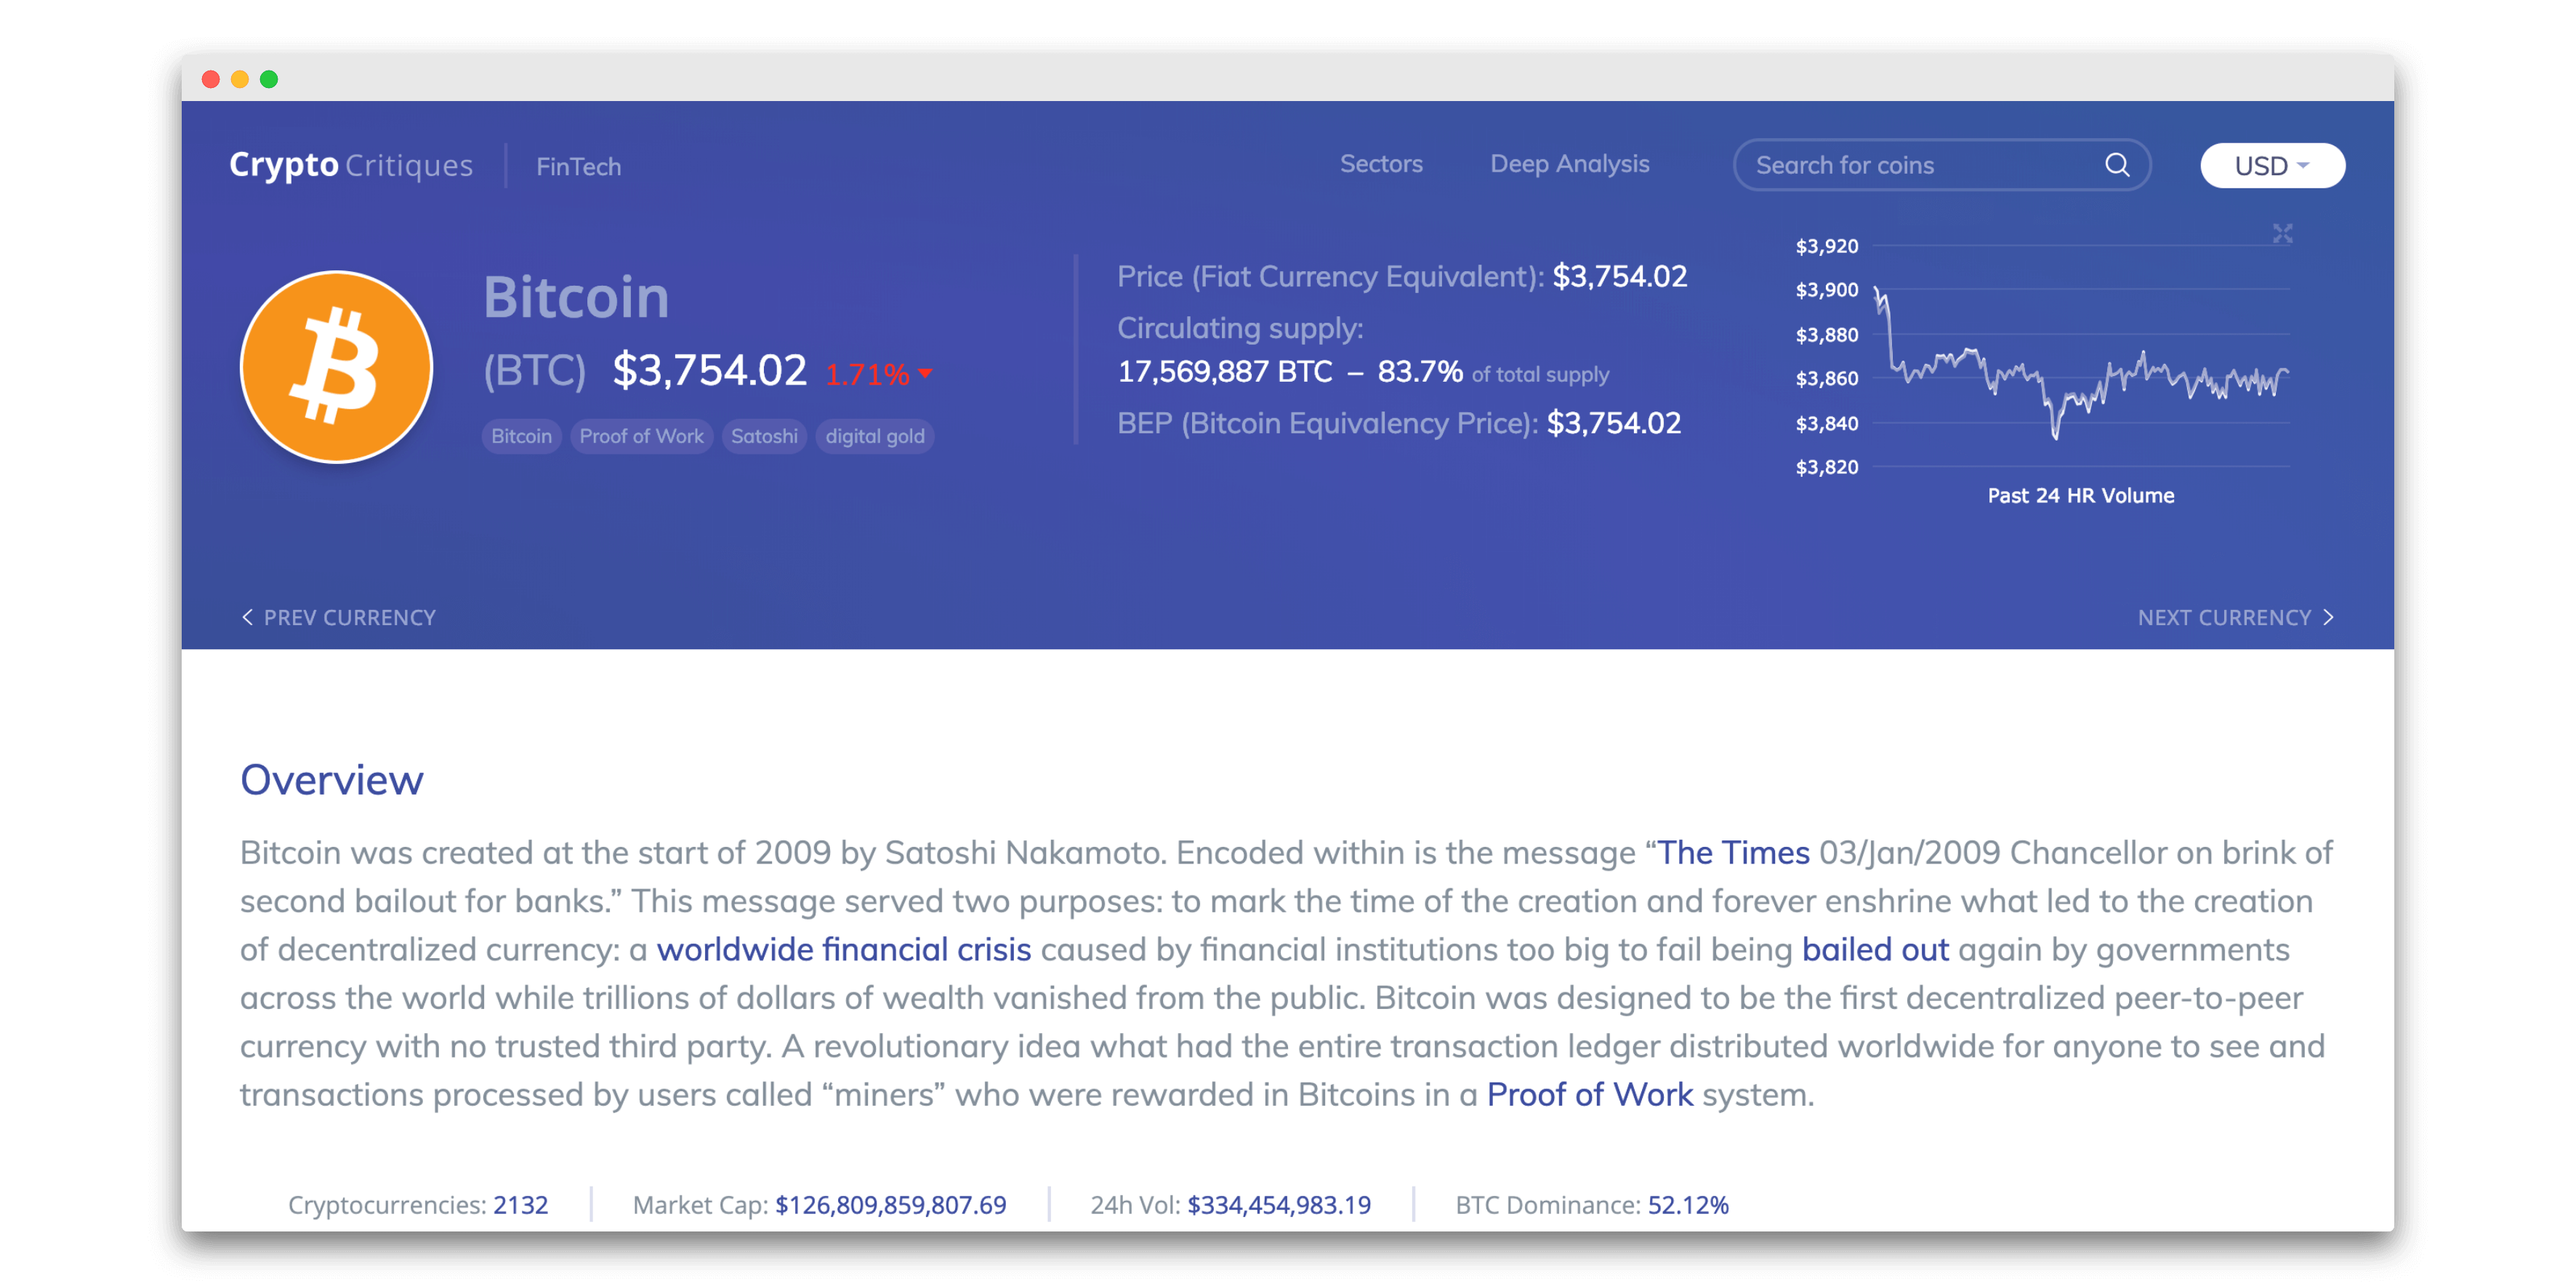 Crypto Critiques FinTech Sectors Deep Analysis Search for coins USD
Bitcoin
(BTC) $3,754.02 1.71%
Bitcoin Proof of Work Satoshi digital gold
Price (Fiat Currency Equivalent): $3,754.02
Circulating supply:
17,569,887 BTC – 83.7% of total supply
BEP (Bitcoin Equivalency Price): $3,754.02
$3,920
$3,900
$3,880
$3,860
$3,840
$3,820
Past 24 HR Volume
PREV CURRENCY NEXT CURRENCY
Overview
Bitcoin was created at the start of 2009 by Satoshi Nakamoto. Encoded within is the message “The Times 03/Jan/2009 Chancellor on brink of
second bailout for banks.” This message served two purposes: to mark the time of the creation and forever enshrine what led to the creation
of decentralized currency: a worldwide financial crisis caused by financial institutions too big to fail being bailed out again by governments
across the world while trillions of dollars of wealth vanished from the public. Bitcoin was designed to be the first decentralized peer-to-peer
currency with no trusted third party. A revolutionary idea what had the entire transaction ledger distributed worldwide for anyone to see and
transactions processed by users called “miners” who were rewarded in Bitcoins in a Proof of Work system.
Cryptocurrencies: 2132 Market Cap: $126,809,859,807.69 24h Vol: $334,454,983.19 BTC Dominance: 52.12%